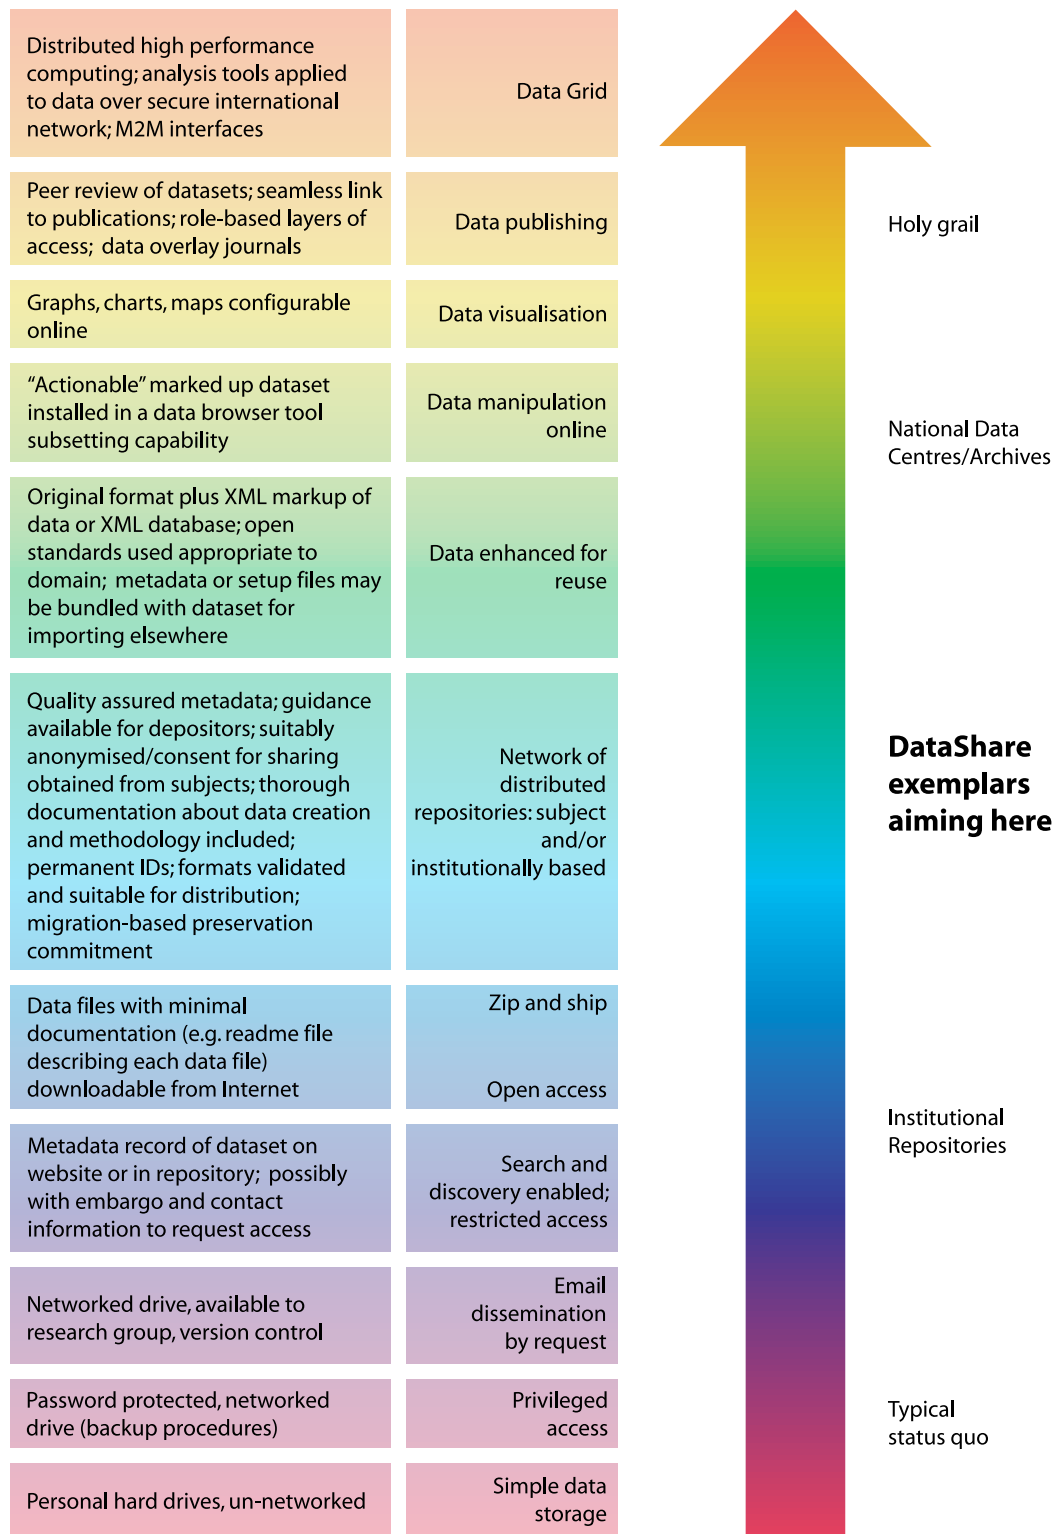 Distributed high performance
computing; analysis tools applied
to data over secure international
network; M2M interfaces
Data Grid
Peer review of datasets; seamless link
to publications; role-based layers of
access; data overlay journals
Data publishing
Holy grail
Graphs, charts, maps configurable
online
Data visualisation
“Actionable” marked up dataset
installed in a data browser tool
subsetting capability
Data manipulation
online
National Data
Centres/Archives
Original format plus XML markup of
data or XML database; open
standards used appropriate to
domain; metadata or setup files may
be bundled with dataset for
importing elsewhere
Data enhanced for
reuse
Quality assured metadata; guidance
available for depositors; suitably
anonymised/consent for sharing
obtained from subjects; thorough
documentation about data creation
and methodology included;
permanent IDs; formats validated
and suitable for distribution;
migration-based preservation
commitment
Network of
distributed
repositories: subject
and/or
institutionally based
DataShare
exemplars
aiming here
Data files with minimal
documentation (e.g. readme file
describing each data file)
downloadable from Internet
Zip and ship
Open access
Metadata record of dataset on
website or in repository; possibly
with embargo and contact
information to request access
Search and
discovery enabled;
restricted access
Institutional
Repositories
Networked drive, available to
research group, version control
Email
dissemination
by request
Password protected, networked
drive (backup procedures)
Privileged
access
Typical
status quo
Personal hard drives, un-networked
Simple data
storage